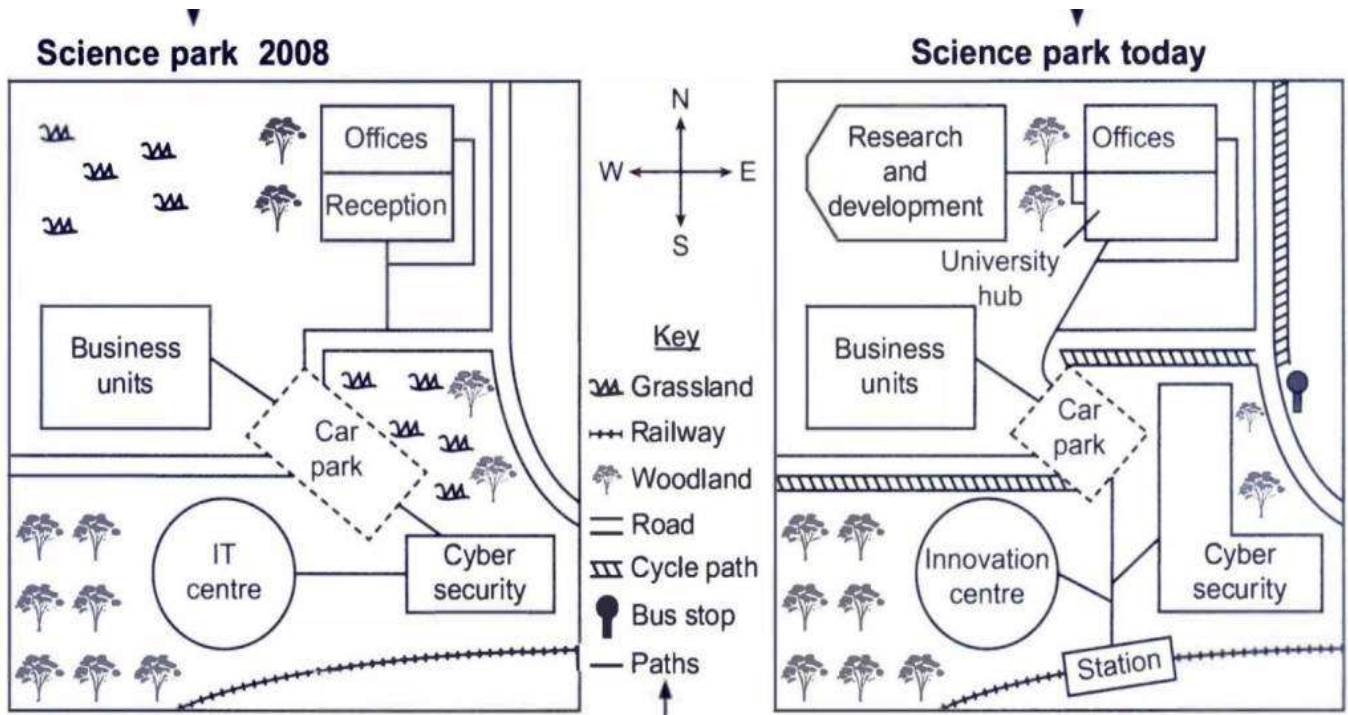 Science park 2008
Offices
Reception
Business
units
Car
park
IT
centre
Cyber
security
N
W
E
S
Key
Grassland
Railway
Woodland
Road
Cycle path
Bus stop
Paths
Science park today
Research
and
development
Offices
University
hub
Business
units
Car
park
Innovation
centre
Cyber
security
Station